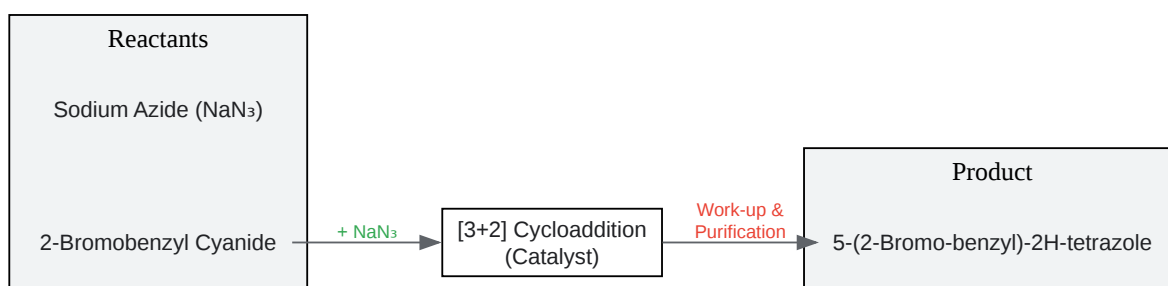 Reactants
Sodium Azide (NaN₃)
2-Bromobenzyl Cyanide
+ NaN₃
[3+2] Cycloaddition
(Catalyst)
Work-up &
Purification
Product
5-(2-Bromo-benzyl)-2H-tetrazole